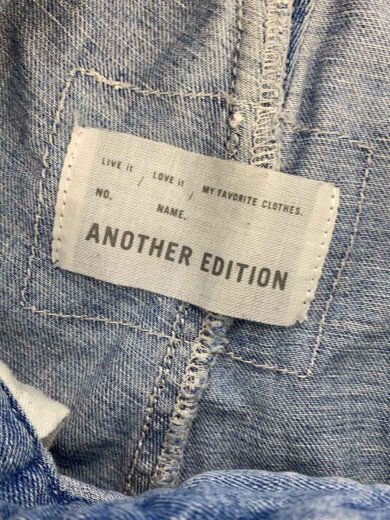 LIVE it / LOVE it / MY FAVORITE CLOTHES.
NO. NAME.
ANOTHER EDITION